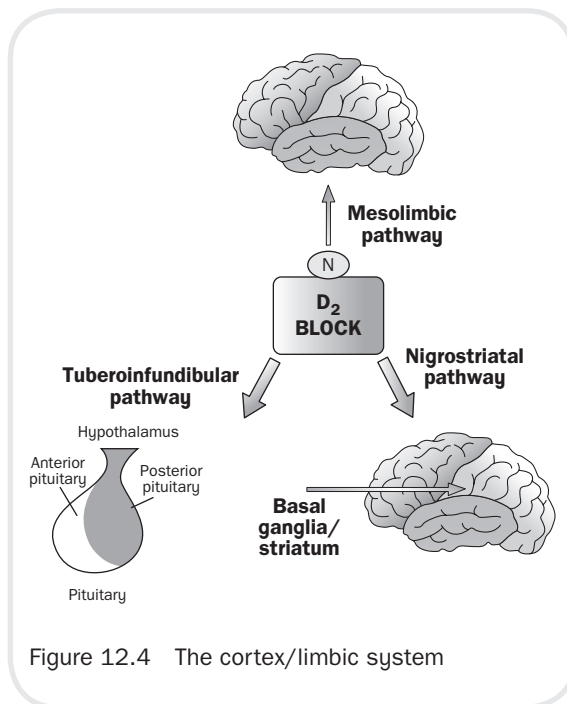 Mesolimbic
pathway
N
D₂
BLOCK
Tuberoinfundibular
pathway
Nigrostriatal
pathway
Hypothalamus
Anterior
pituitary
Posterior
pituitary
Pituitary
Basal
ganglia/
striatum
Figure 12.4 The cortex/limbic system